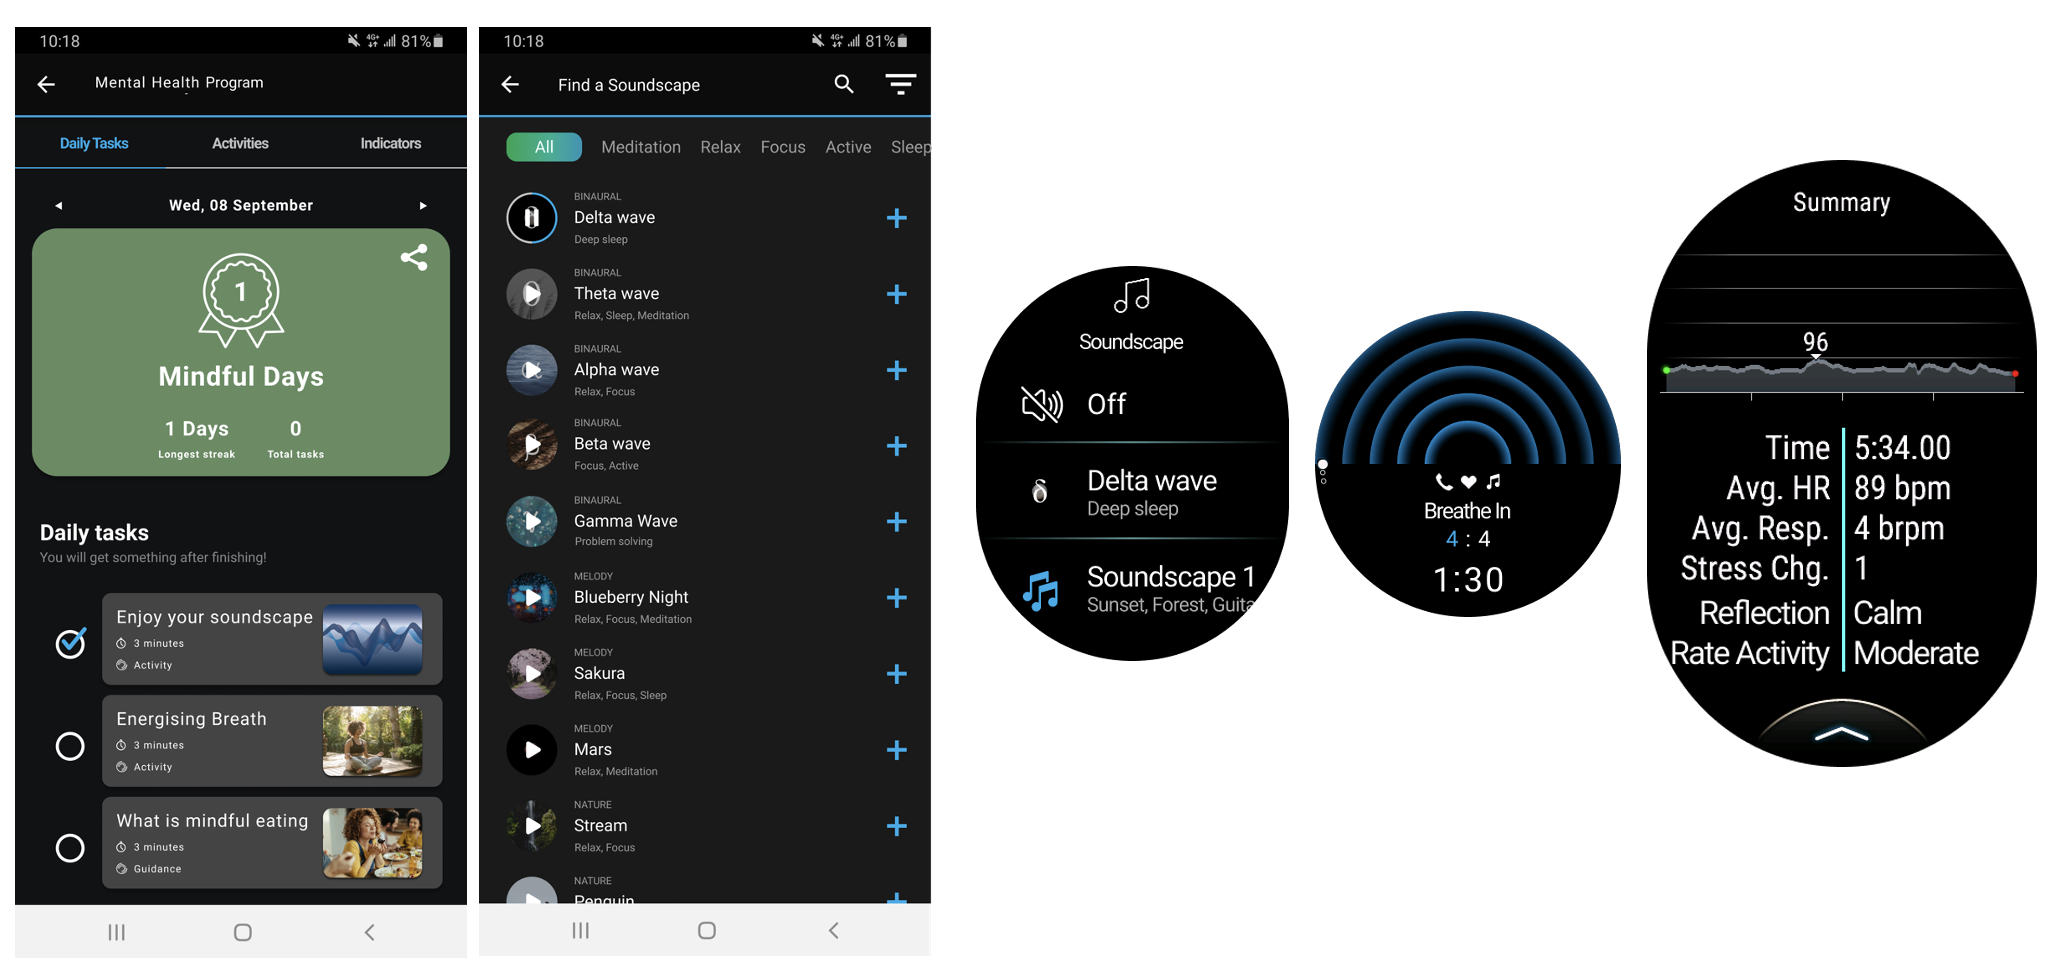 10:18
4G+ 81%
Mental Health Program
Daily Tasks Activities Indicators
Wed, 08 September
1
Mindful Days
1 Days 0
Longest streak Total tasks
Daily tasks
You will get something after finishing!
Enjoy your soundscape
3 minutes
Activity
Energising Breath
3 minutes
Activity
What is mindful eating
3 minutes
Guidance
10:18
4G+ 81%
Find a Soundscape
All Meditation Relax Focus Active Sleep
BINAURAL
Delta wave
Deep sleep
BINAURAL
Theta wave
Relax, Sleep, Meditation
BINAURAL
Alpha wave
Relax, Focus
BINAURAL
Beta wave
Focus, Active
BINAURAL
Gamma Wave
Problem solving
MELODY
Blueberry Night
Relax, Focus, Meditation
MELODY
Sakura
Relax, Focus, Sleep
MELODY
Mars
Relax, Meditation
NATURE
Stream
Relax, Focus
NATURE
Penguin
Soundscape
Off
δ Delta wave
Deep sleep
Soundscape 1
Sunset, Forest, Guita
Breathe In
4 : 4
1:30
Summary
96
Time 5:34.00
Avg. HR 89 bpm
Avg. Resp. 4 brpm
Stress Chg. 1
Reflection Calm
Rate Activity Moderate